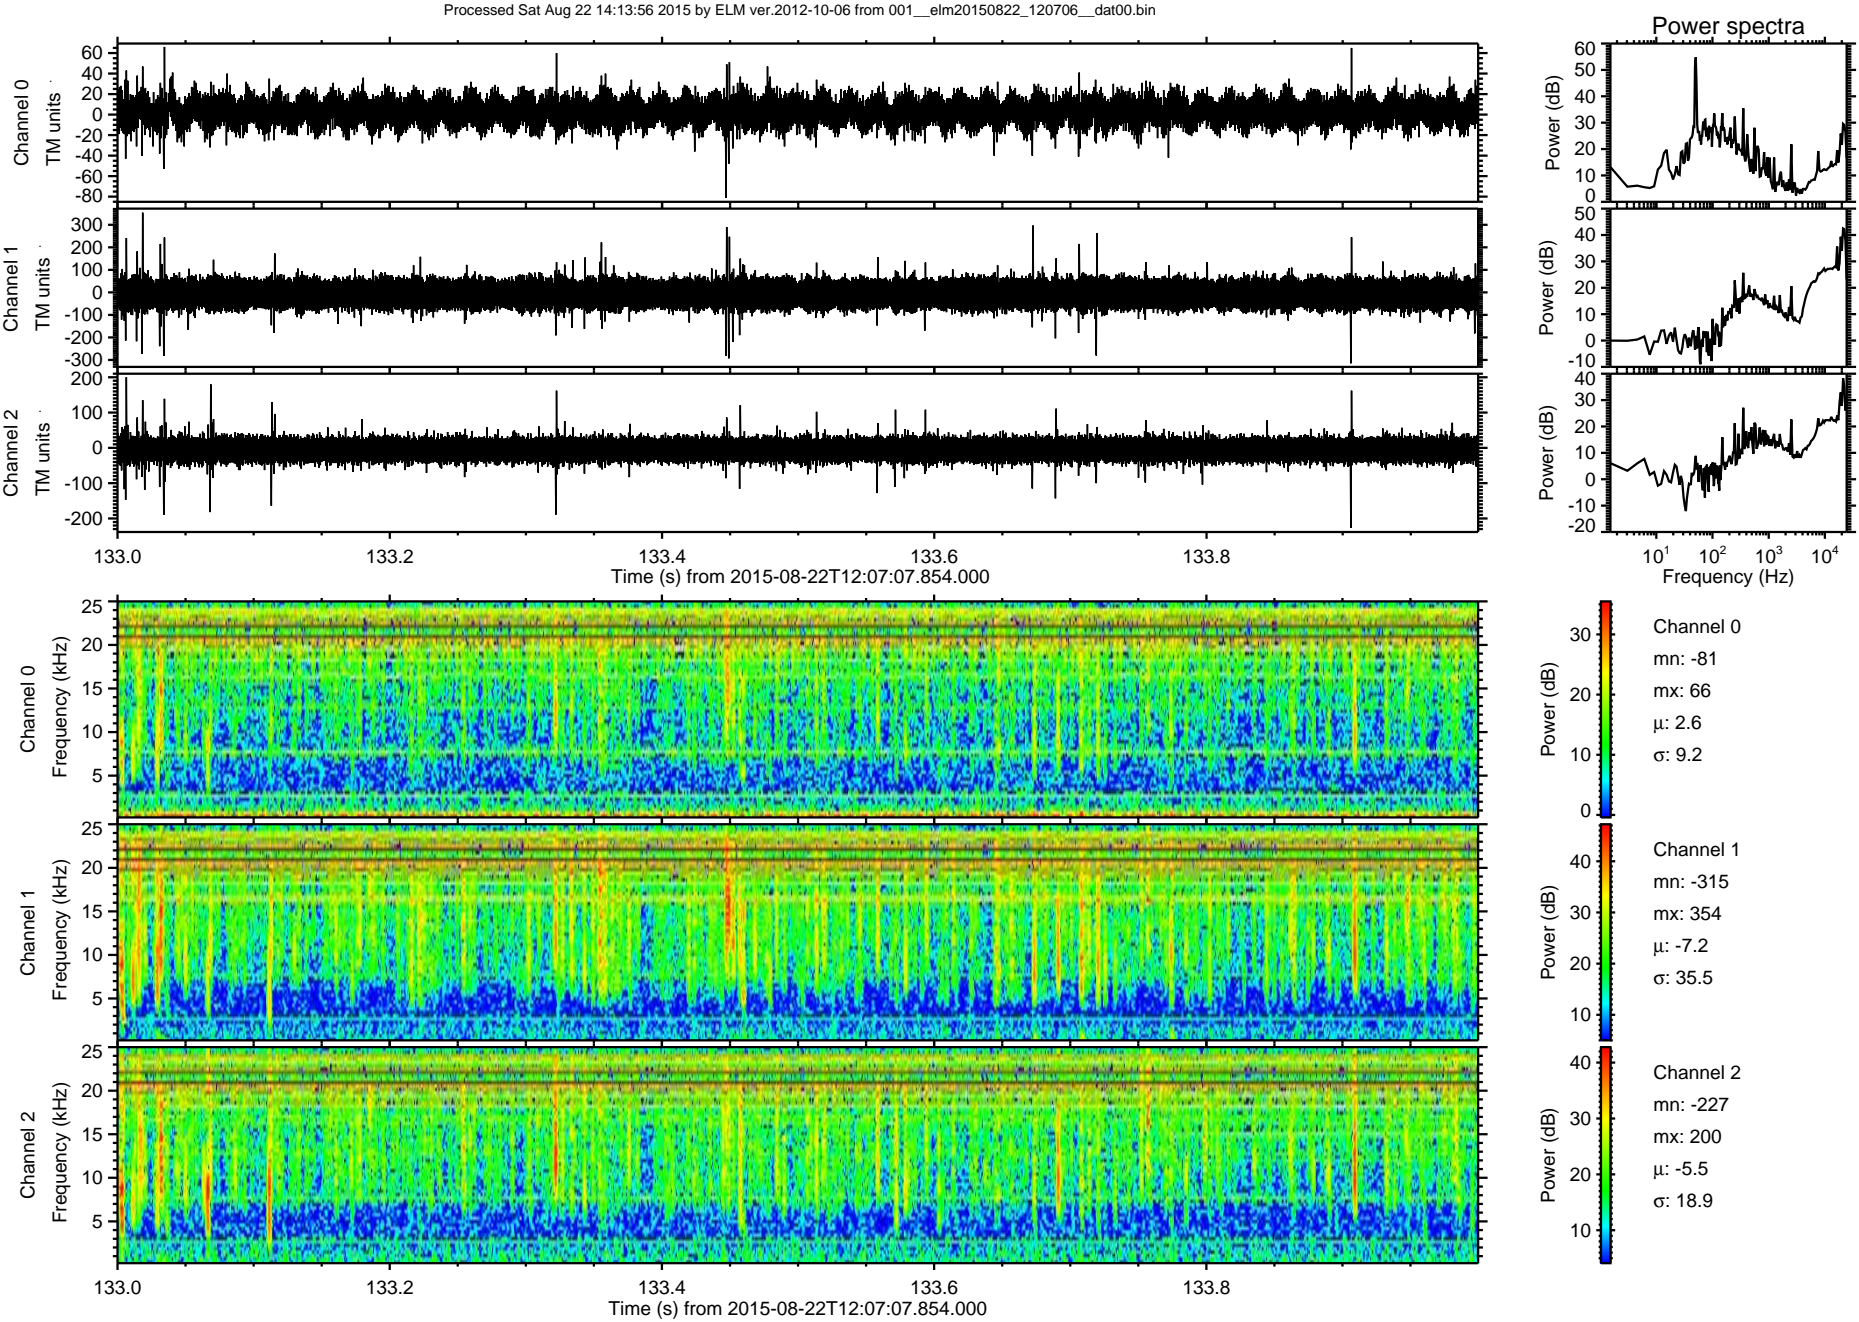 Processed Sat Aug 22 14:13:56 2015 by ELM ver.2012-10-06 from 001__elm20150822_120706__dat00.bin
Power spectra
Channel 0
TM units
60
40
20
0
-20
-40
-60
-80
Power (dB)
60
50
40
30
20
10
0
Channel 1
TM units
300
200
100
0
-100
-200
-300
Power (dB)
50
40
30
20
10
0
-10
Channel 2
TM units
200
100
0
-100
-200
Power (dB)
40
30
20
10
0
-10
-20
133.0 133.2 133.4 133.6 133.8
Time (s) from 2015-08-22T12:07:07.854.000
10¹ 10² 10³ 10⁴
Frequency (Hz)
Channel 0
Frequency (kHz)
25
20
15
10
5
Power (dB)
30
20
10
0
Channel 0
mn: -81
mx: 66
µ: 2.6
σ: 9.2
Channel 1
Frequency (kHz)
25
20
15
10
5
Power (dB)
40
30
20
10
Channel 1
mn: -315
mx: 354
µ: -7.2
σ: 35.5
Channel 2
Frequency (kHz)
25
20
15
10
5
Power (dB)
40
30
20
10
Channel 2
mn: -227
mx: 200
µ: -5.5
σ: 18.9
133.0 133.2 133.4 133.6 133.8
Time (s) from 2015-08-22T12:07:07.854.000